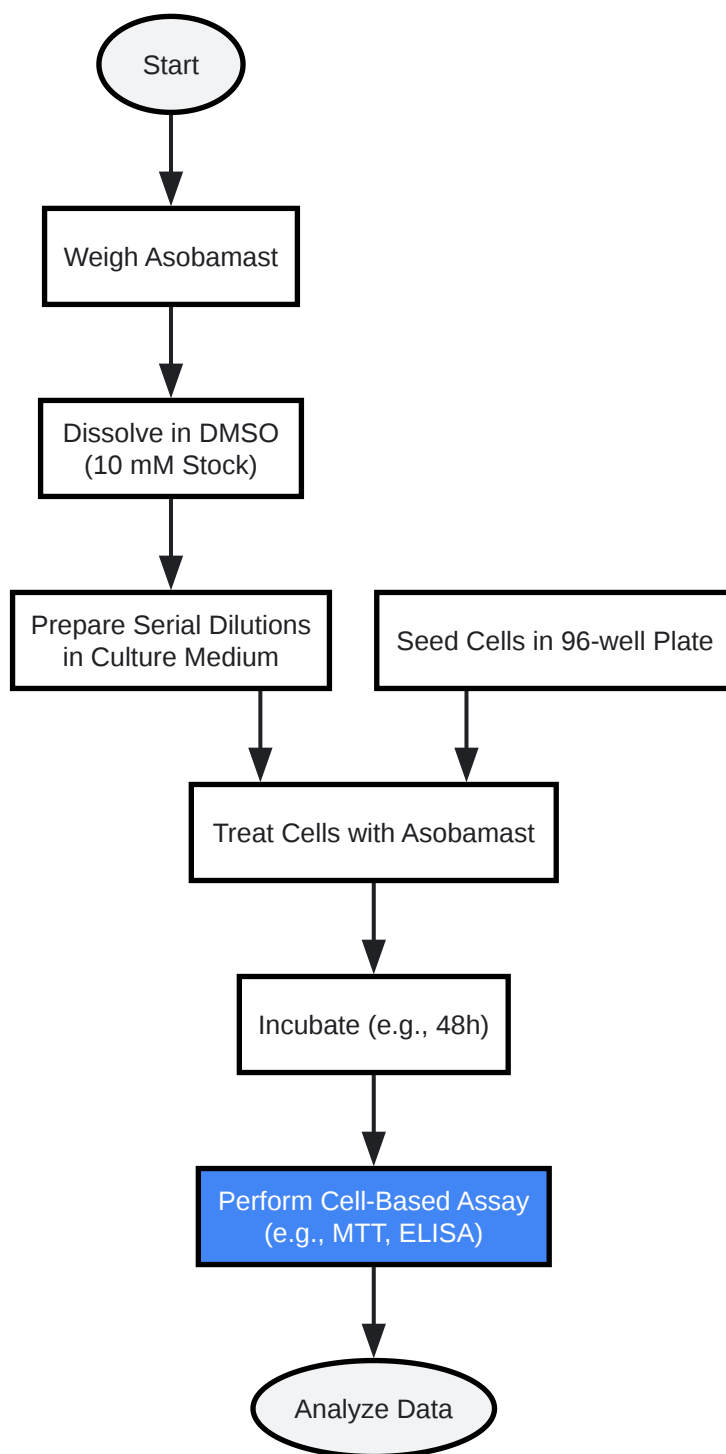 Start
Weigh Asobamast
Dissolve in DMSO
(10 mM Stock)
Prepare Serial Dilutions
in Culture Medium
Seed Cells in 96-well Plate
Treat Cells with Asobamast
Incubate (e.g., 48h)
Perform Cell-Based Assay
(e.g., MTT, ELISA)
Analyze Data